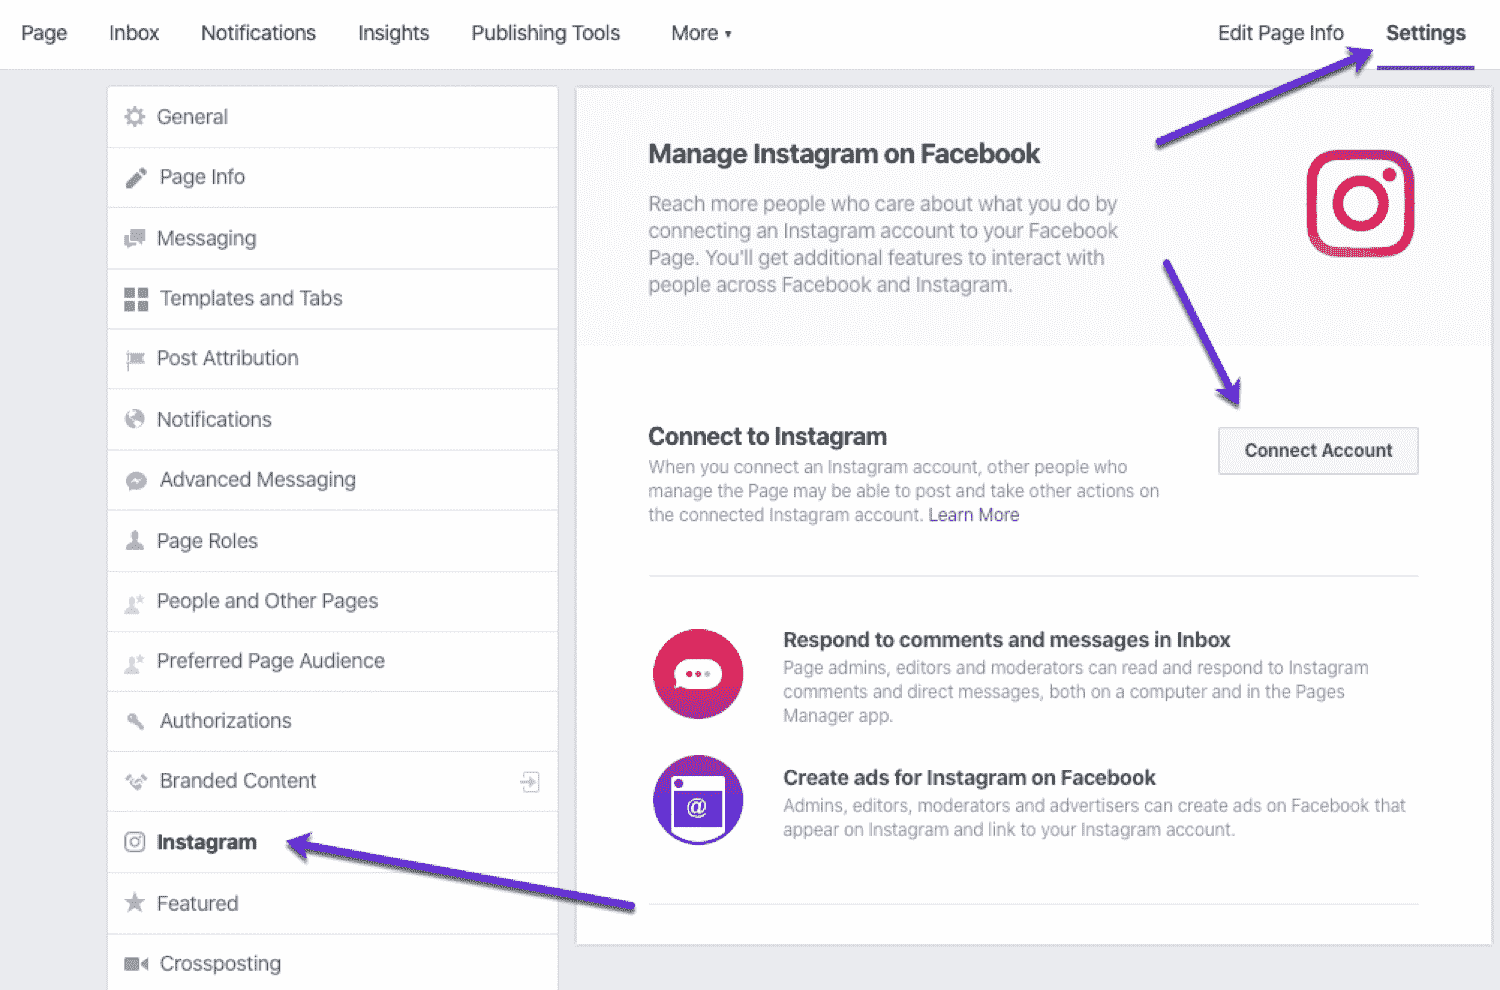 Page Inbox Notifications Insights Publishing Tools More Edit Page Info Settings
General
Page Info
Messaging
Templates and Tabs
Post Attribution
Notifications
Advanced Messaging
Page Roles
People and Other Pages
Preferred Page Audience
Authorizations
Branded Content
Instagram
Featured
Crossposting
Manage Instagram on Facebook
Reach more people who care about what you do by
connecting an Instagram account to your Facebook
Page. You'll get additional features to interact with
people across Facebook and Instagram.
Connect to Instagram
When you connect an Instagram account, other people who
manage the Page may be able to post and take other actions on
the connected Instagram account. Learn More
Connect Account
Respond to comments and messages in Inbox
Page admins, editors and moderators can read and respond to Instagram
comments and direct messages, both on a computer and in the Pages
Manager app.
@
Create ads for Instagram on Facebook
Admins, editors, moderators and advertisers can create ads on Facebook that
appear on Instagram and link to your Instagram account.